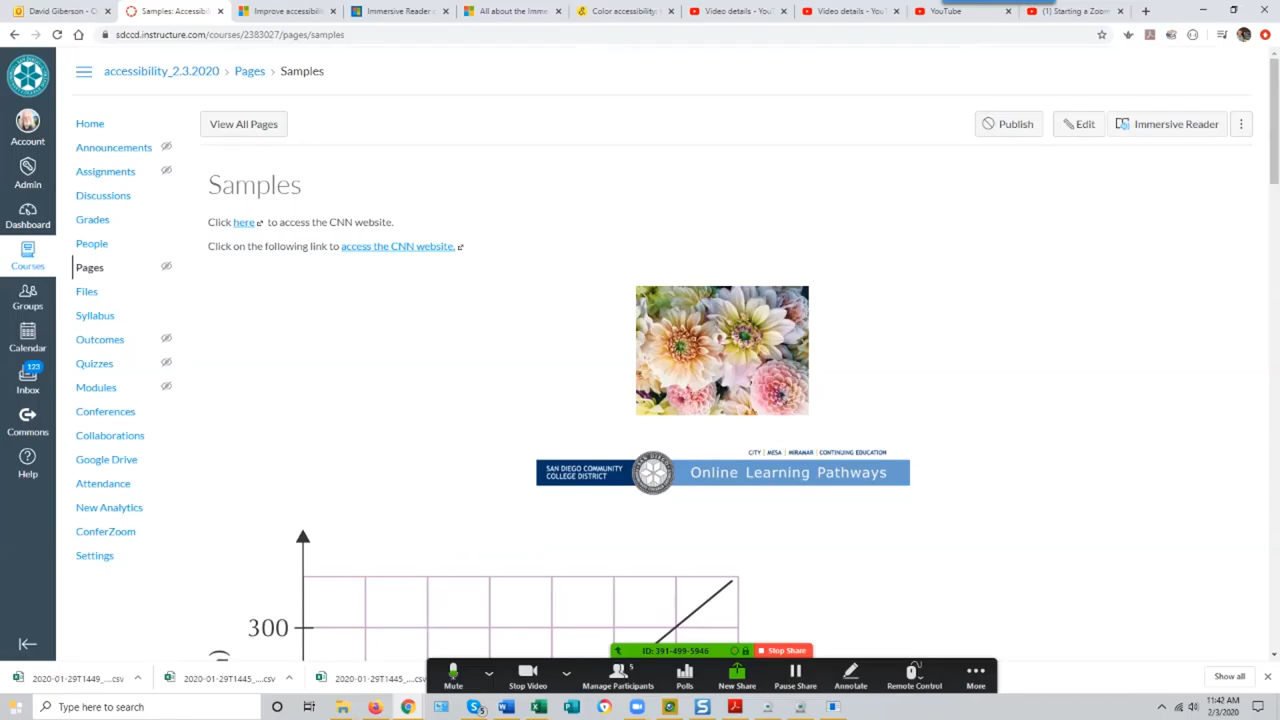 David Giberson - C
Samples: Accessibil
Improve accessibili
Immersive Reader
All about the Imme
Color accessibility
Video details - YouT
Video details - YouT
YouTube
(1) Starting a Zoom
sdccd.instructure.com/courses/2383027/pages/samples
accessibility_2.3.2020 › Pages › Samples
Account
Admin
Dashboard
Courses
Groups
Calendar
123
Inbox
Commons
Help
Home
Announcements
Assignments
Discussions
Grades
People
Pages
Files
Syllabus
Outcomes
Quizzes
Modules
Conferences
Collaborations
Google Drive
Attendance
New Analytics
ConferZoom
Settings
View All Pages
Publish
Edit
Immersive Reader
Samples
Click here to access the CNN website.
Click on the following link to access the CNN website.
CITY | MESA | MIRAMAR | CONTINUING EDUCATION
SAN DIEGO COMMUNITY
COLLEGE DISTRICT
Online Learning Pathways
300
ID: 391-499-5946
Stop Share
Mute
Stop Video
5
Manage Participants
Polls
New Share
Pause Share
Annotate
Remote Control
More
2020-01-29T1449_....csv
2020-01-29T1445_....csv
2020-01-29T1445_....csv
Show all
Type here to search
11:42 AM
2/3/2020